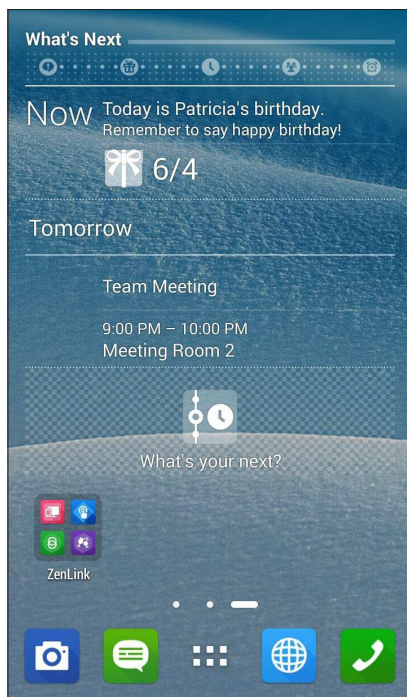 What's Next
Now
Today is Patricia's birthday.
Remember to say happy birthday!
6/4
Tomorrow
Team Meeting
9:00 PM – 10:00 PM
Meeting Room 2
What's your next?
ZenLink